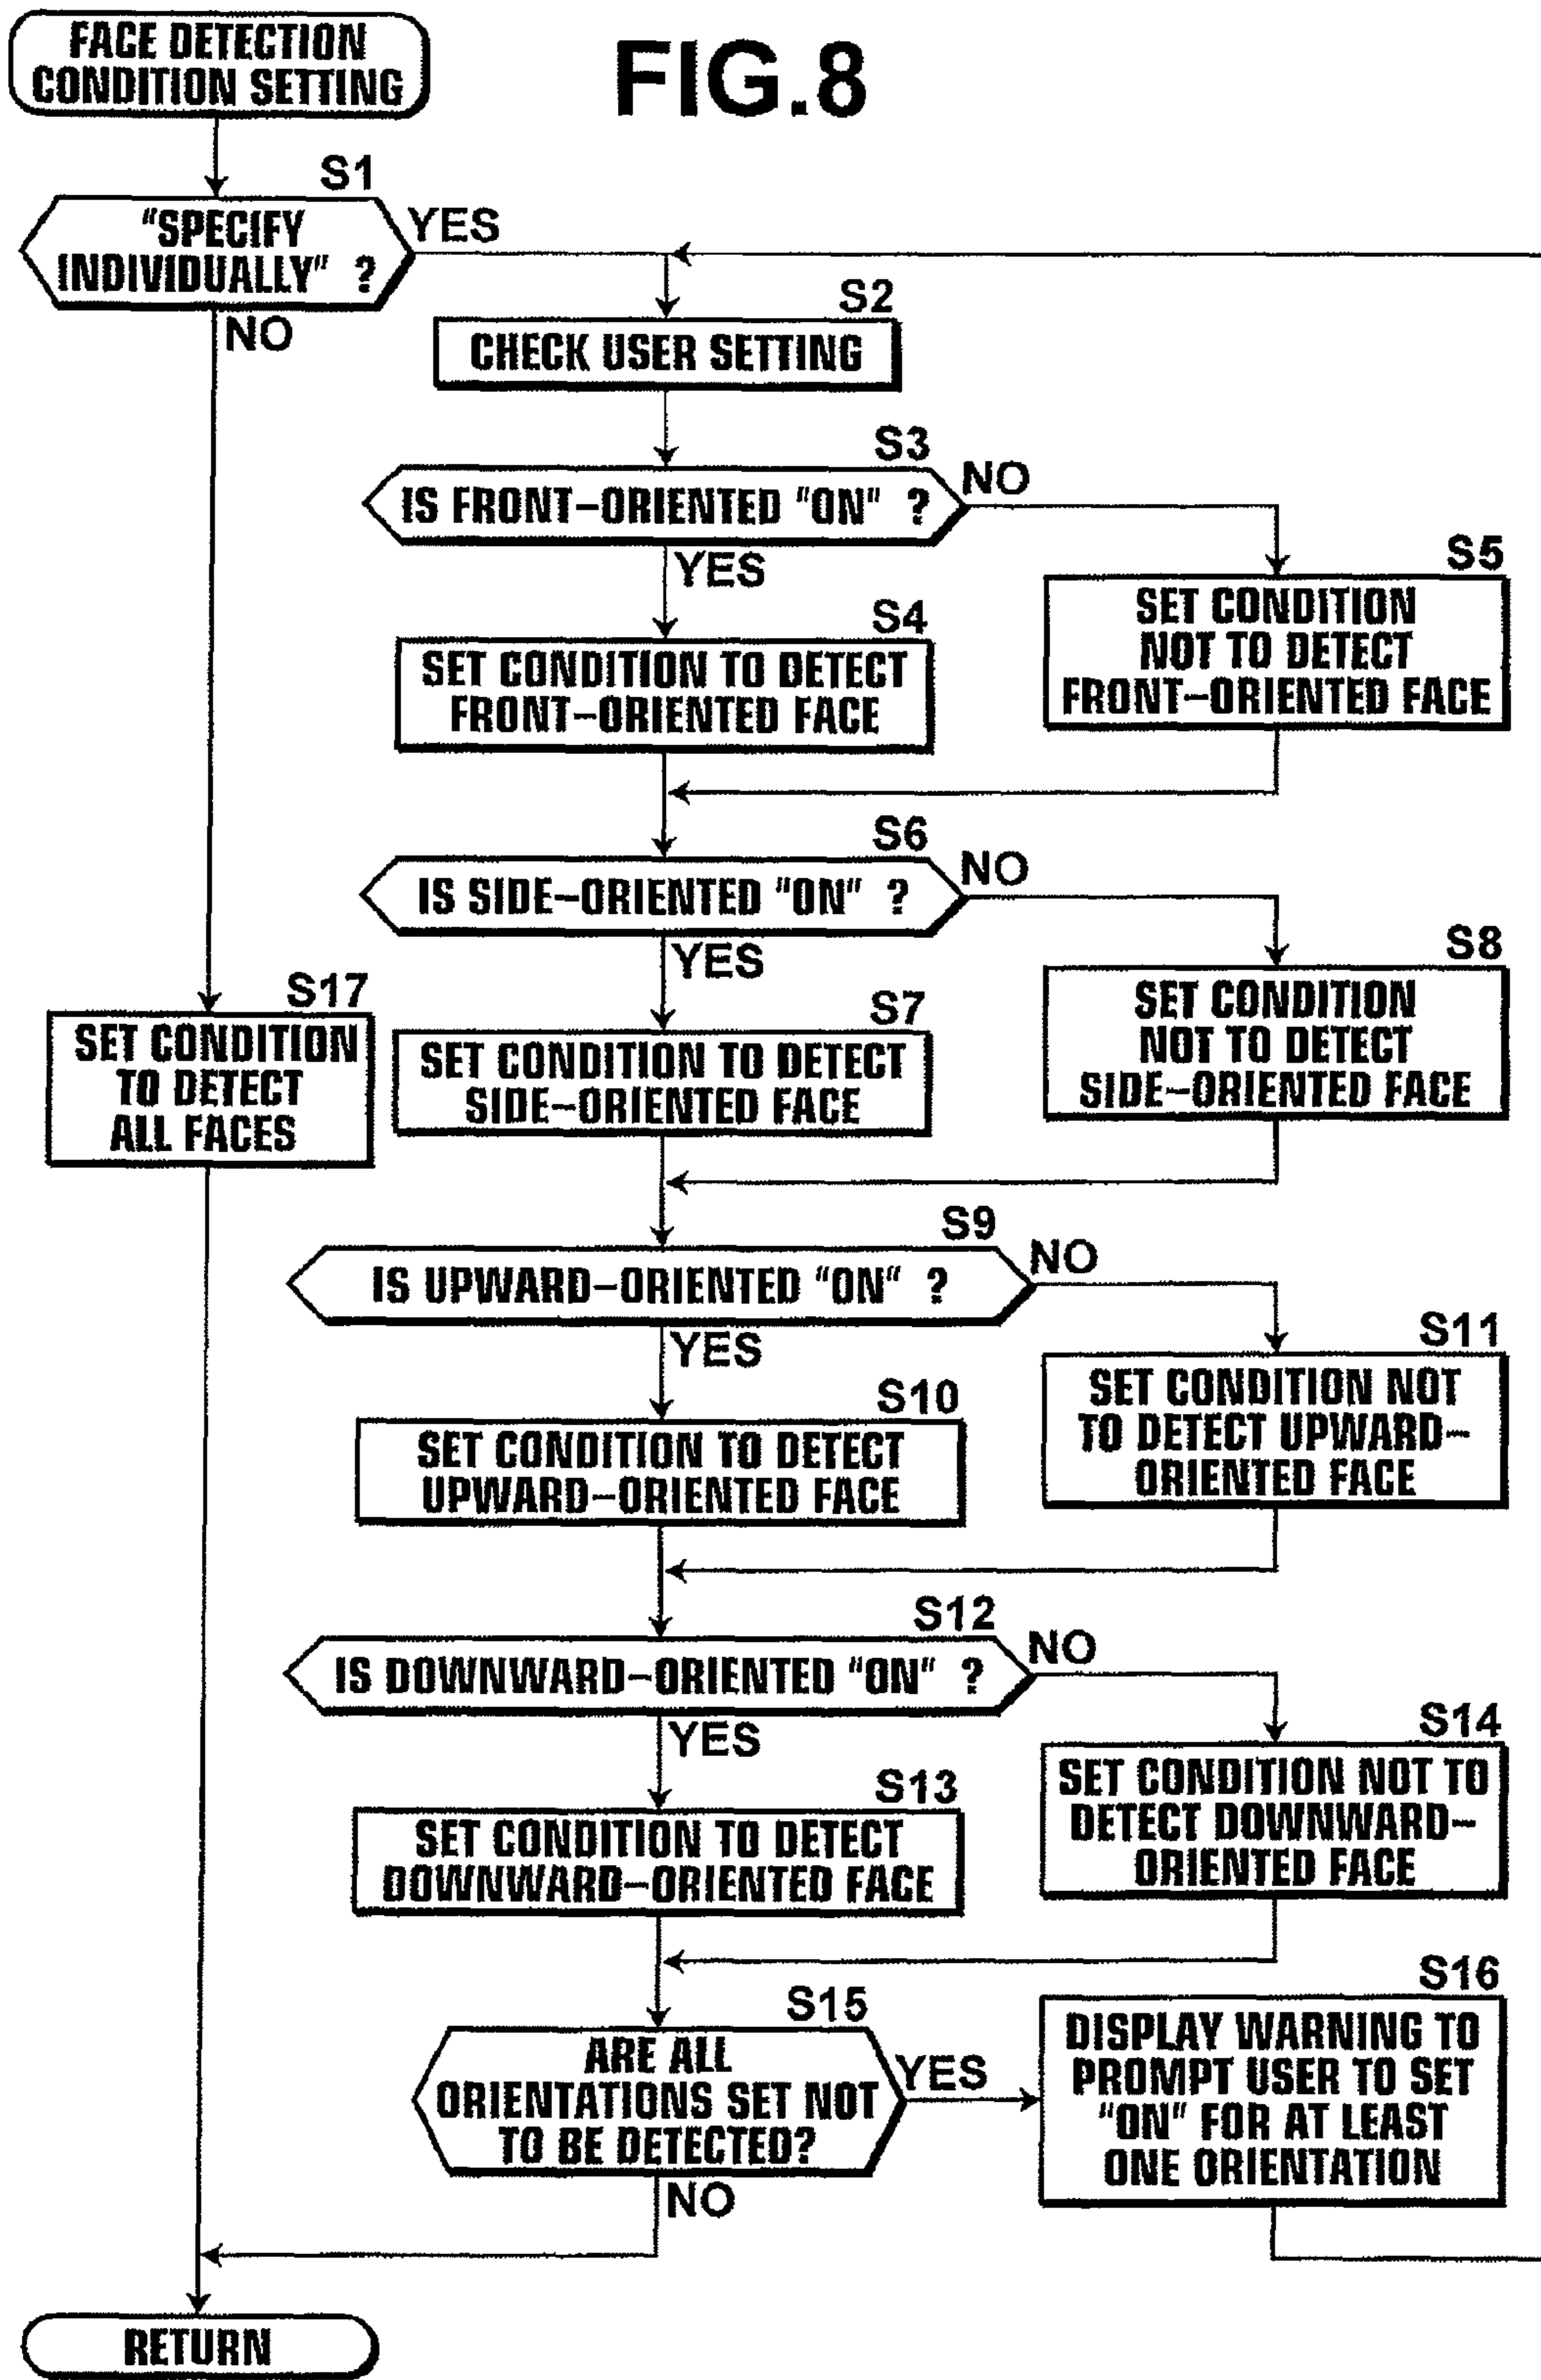 FIG.8
FACE DETECTION
CONDITION SETTING
S1
"SPECIFY
INDIVIDUALLY" ?
YES
NO
S2
CHECK USER SETTING
S3
IS FRONT-ORIENTED "ON" ?
NO
YES
S4
SET CONDITION TO DETECT
FRONT-ORIENTED FACE
S5
SET CONDITION
NOT TO DETECT
FRONT-ORIENTED FACE
S6
IS SIDE-ORIENTED "ON" ?
NO
YES
S7
SET CONDITION TO DETECT
SIDE-ORIENTED FACE
S8
SET CONDITION
NOT TO DETECT
SIDE-ORIENTED FACE
S17
SET CONDITION
TO DETECT
ALL FACES
S9
IS UPWARD-ORIENTED "ON" ?
NO
YES
S10
SET CONDITION TO DETECT
UPWARD-ORIENTED FACE
S11
SET CONDITION NOT
TO DETECT UPWARD-
ORIENTED FACE
S12
IS DOWNWARD-ORIENTED "ON" ?
NO
YES
S13
SET CONDITION TO DETECT
DOWNWARD-ORIENTED FACE
S14
SET CONDITION NOT TO
DETECT DOWNWARD-
ORIENTED FACE
S15
ARE ALL
ORIENTATIONS SET NOT
TO BE DETECTED?
YES
NO
S16
DISPLAY WARNING TO
PROMPT USER TO SET
"ON" FOR AT LEAST
ONE ORIENTATION
RETURN